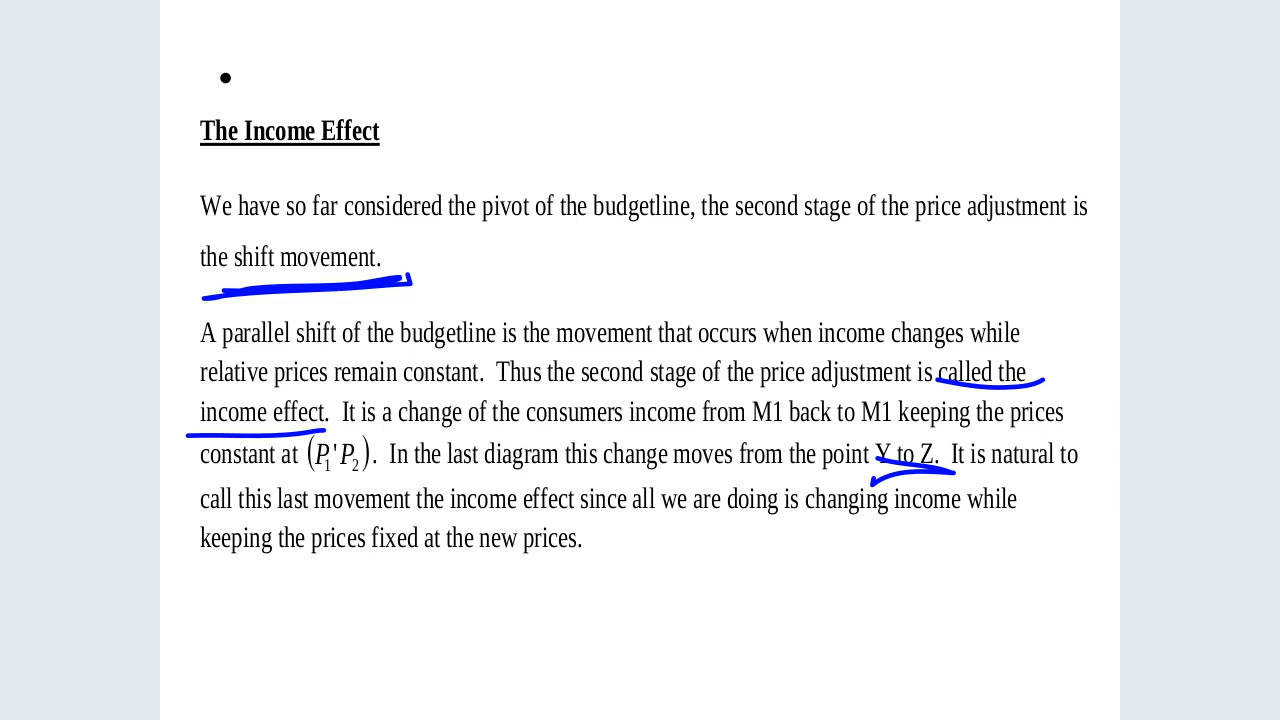 The Income Effect
We have so far considered the pivot of the budgetline, the second stage of the price adjustment is
the shift movement.
A parallel shift of the budgetline is the movement that occurs when income changes while
relative prices remain constant.  Thus the second stage of the price adjustment is called the
income effect.  It is a change of the consumers income from M1 back to M1 keeping the prices
constant at (P₁' P₂).  In the last diagram this change moves from the point Y to Z.  It is natural to
call this last movement the income effect since all we are doing is changing income while
keeping the prices fixed at the new prices.